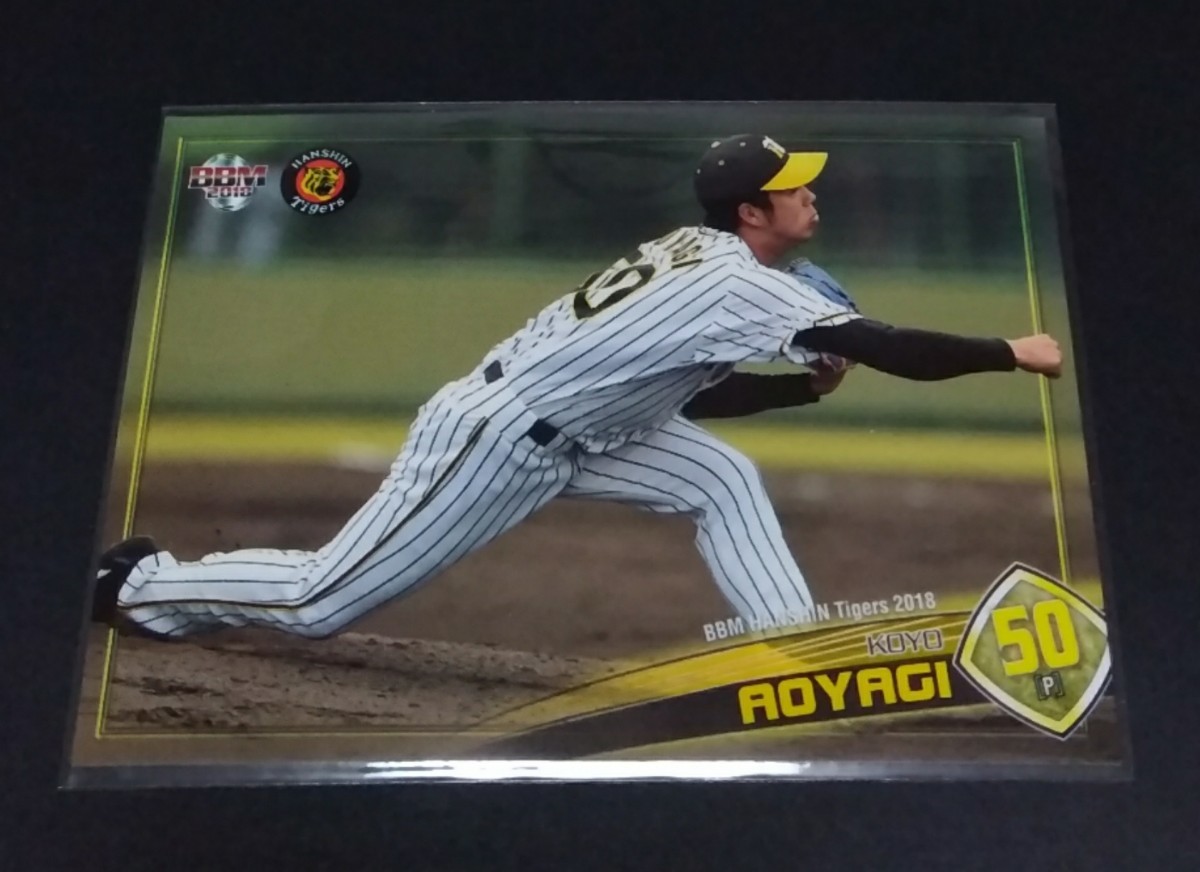 BBM
2018
HANSHIN
Tigers
BBM HANSHIN Tigers 2018
KOYO
AOYAGI
50
P